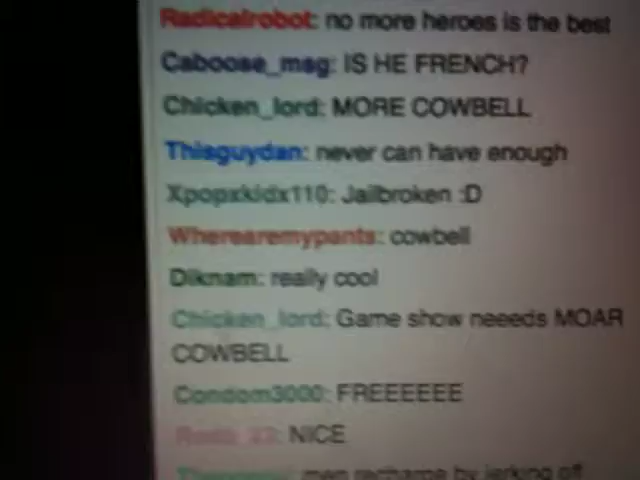 Radicalrobot: no more heroes is the best
Caboose_mag: IS HE FRENCH?
Chicken_lord: MORE COWBELL
Thisguydan: never can have enough
Xpopxkidx110: Jailbroken :D
Wherearemypants: cowbell
Diknam: really cool
Chicken_lord: Game show neeeds MOAR
COWBELL
Condom3000: FREEEEEE
NICE
men recharge by jerking off